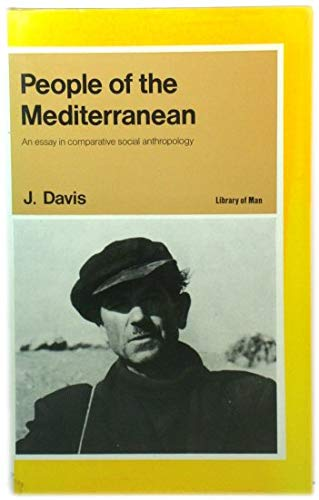 People of the
Mediterranean
An essay in comparative social anthropology
J. Davis
Library of Man